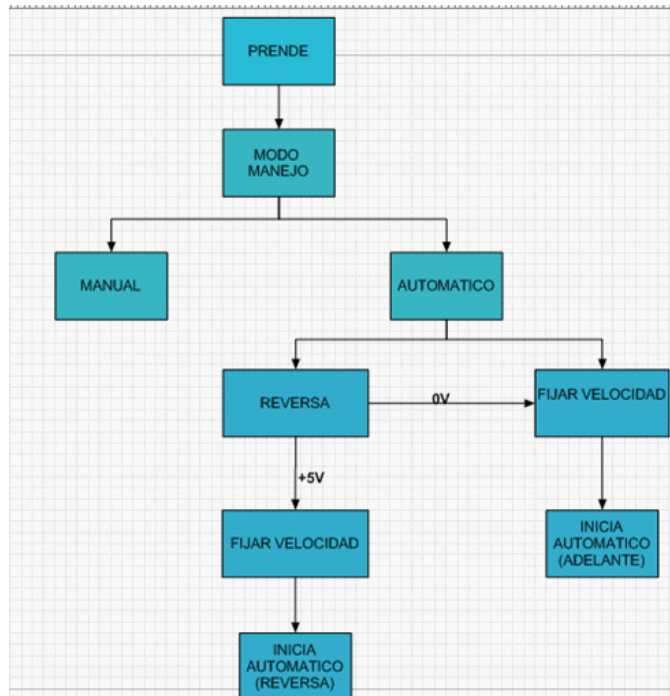 PRENDE
MODO
MANEJO
MANUAL
AUTOMATICO
REVERSA
0V
FIJAR VELOCIDAD
+5V
FIJAR VELOCIDAD
INICIA
AUTOMATICO
(ADELANTE)
INICIA
AUTOMATICO
(REVERSA)